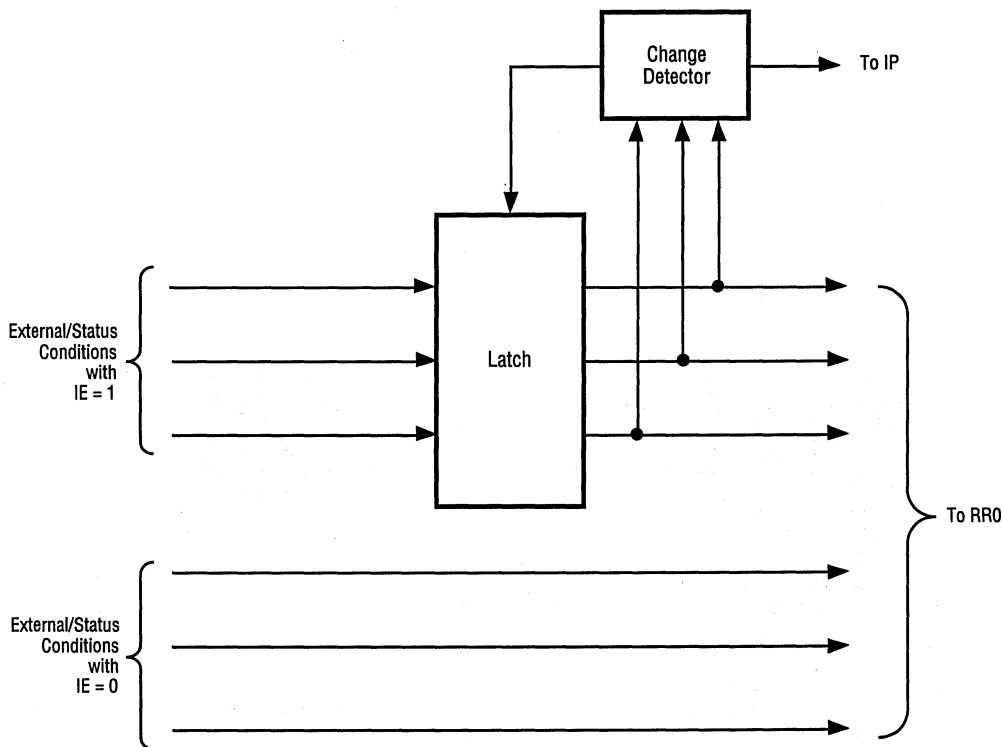 Change
Detector
To IP
External/Status
Conditions
with
IE = 1
Latch
To RR0
External/Status
Conditions
with
IE = 0